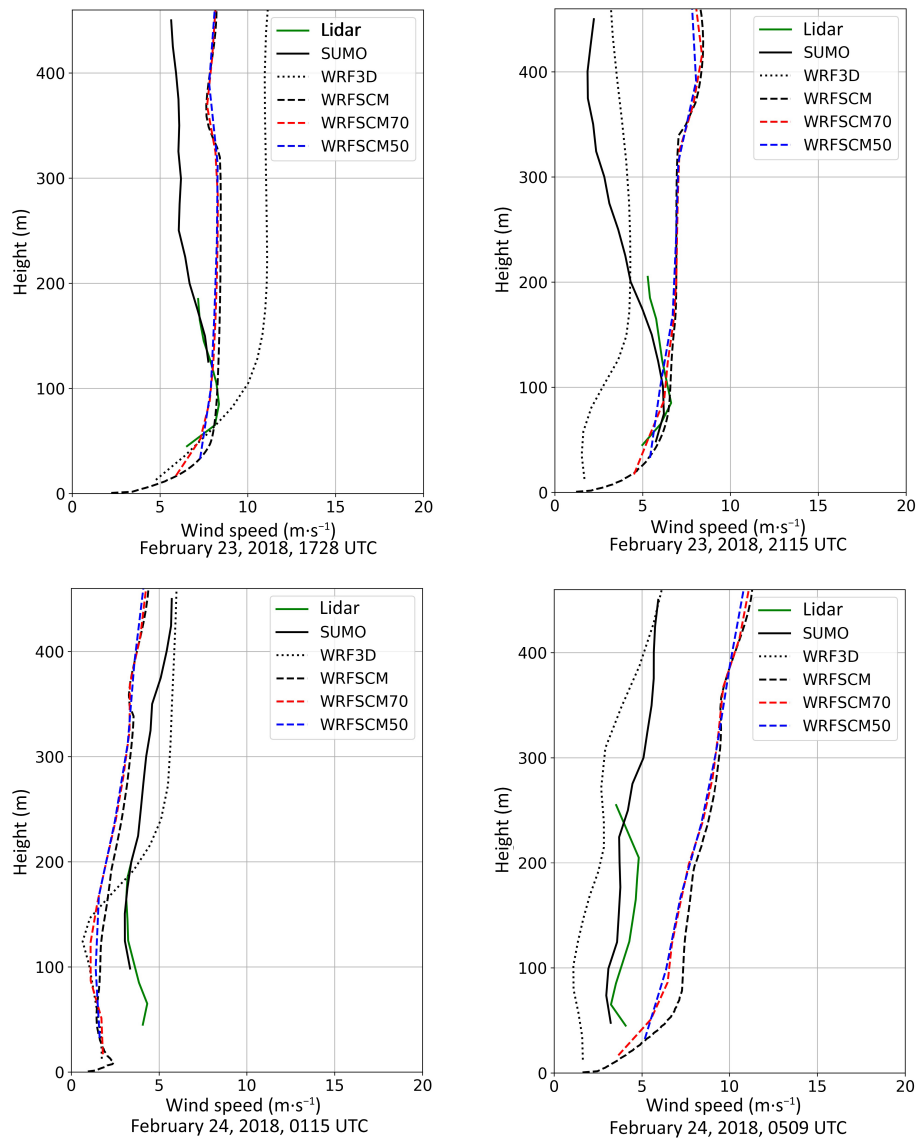 Lidar
SUMO
WRF3D
WRFSCM
WRFSCM70
WRFSCM50
400
300
200
100
0
Height (m)
0 5 10 15 20
Wind speed (m·s⁻¹)
February 23, 2018, 1728 UTC
Lidar
SUMO
WRF3D
WRFSCM
WRFSCM70
WRFSCM50
400
300
200
100
0
Height (m)
0 5 10 15 20
Wind speed (m·s⁻¹)
February 23, 2018, 2115 UTC
Lidar
SUMO
WRF3D
WRFSCM
WRFSCM70
WRFSCM50
400
300
200
100
0
Height (m)
0 5 10 15 20
Wind speed (m·s⁻¹)
February 24, 2018, 0115 UTC
Lidar
SUMO
WRF3D
WRFSCM
WRFSCM70
WRFSCM50
400
300
200
100
0
Height (m)
0 5 10 15 20
Wind speed (m·s⁻¹)
February 24, 2018, 0509 UTC